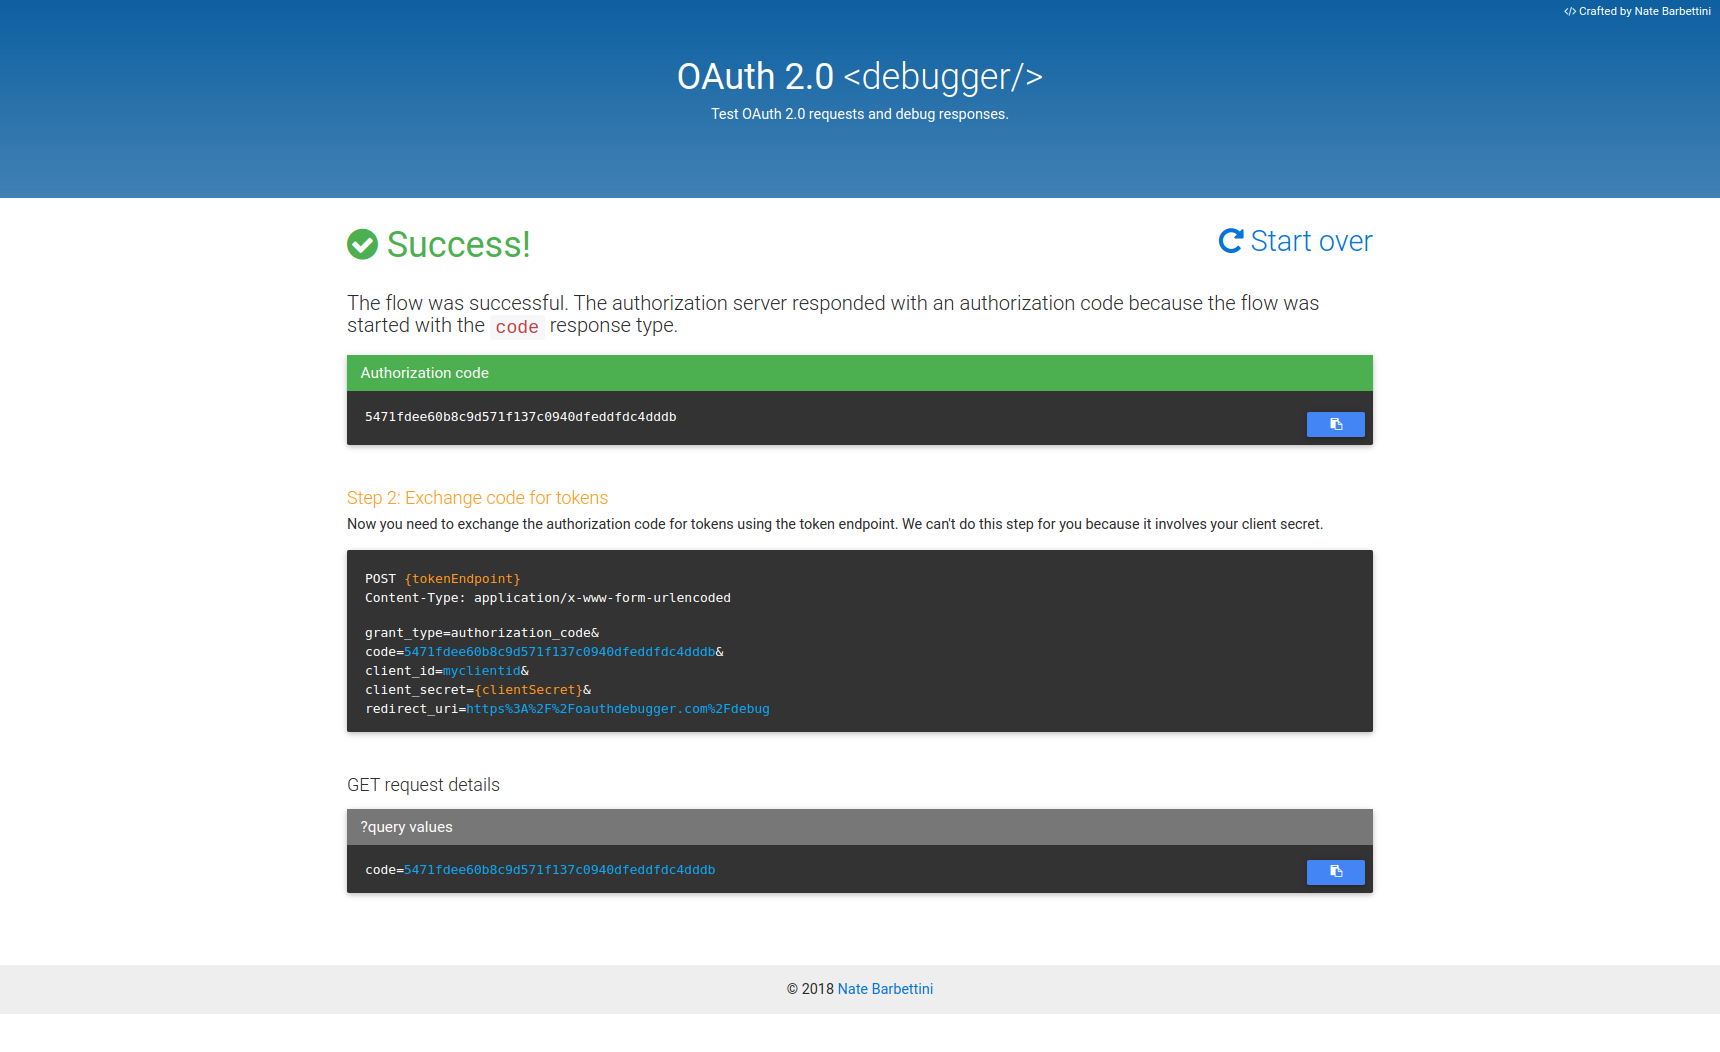 </> Crafted by Nate Barbettini
OAuth 2.0 <debugger/>
Test OAuth 2.0 requests and debug responses.
Success!
Start over
The flow was successful. The authorization server responded with an authorization code because the flow was
started with the code response type.
Authorization code
5471fdee60b8c9d571f137c0940dfeddfdc4dddb
Step 2: Exchange code for tokens
Now you need to exchange the authorization code for tokens using the token endpoint. We can't do this step for you because it involves your client secret.
POST {tokenEndpoint}
Content-Type: application/x-www-form-urlencoded
grant_type=authorization_code&
code=5471fdee60b8c9d571f137c0940dfeddfdc4dddb&
client_id=myclientid&
client_secret={clientSecret}&
redirect_uri=https%3A%2F%2Foauthdebugger.com%2Fdebug
GET request details
?query values
code=5471fdee60b8c9d571f137c0940dfeddfdc4dddb
© 2018 Nate Barbettini